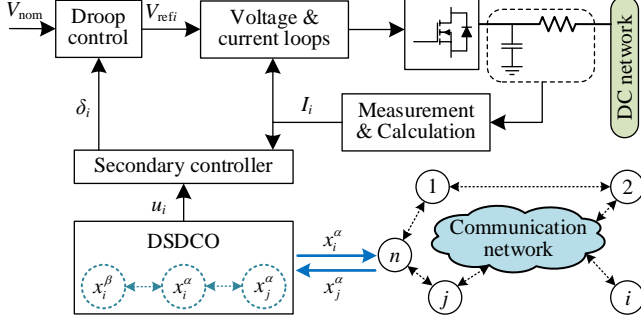 V_nom
Droop control
V_refi
Voltage & current loops
DC network
δ_i
I_i
Measurement & Calculation
Secondary controller
u_i
DSDCO
x_i^β
x_i^α
x_j^α
x_i^α
x_j^α
1
2
n
Communication network
j
i